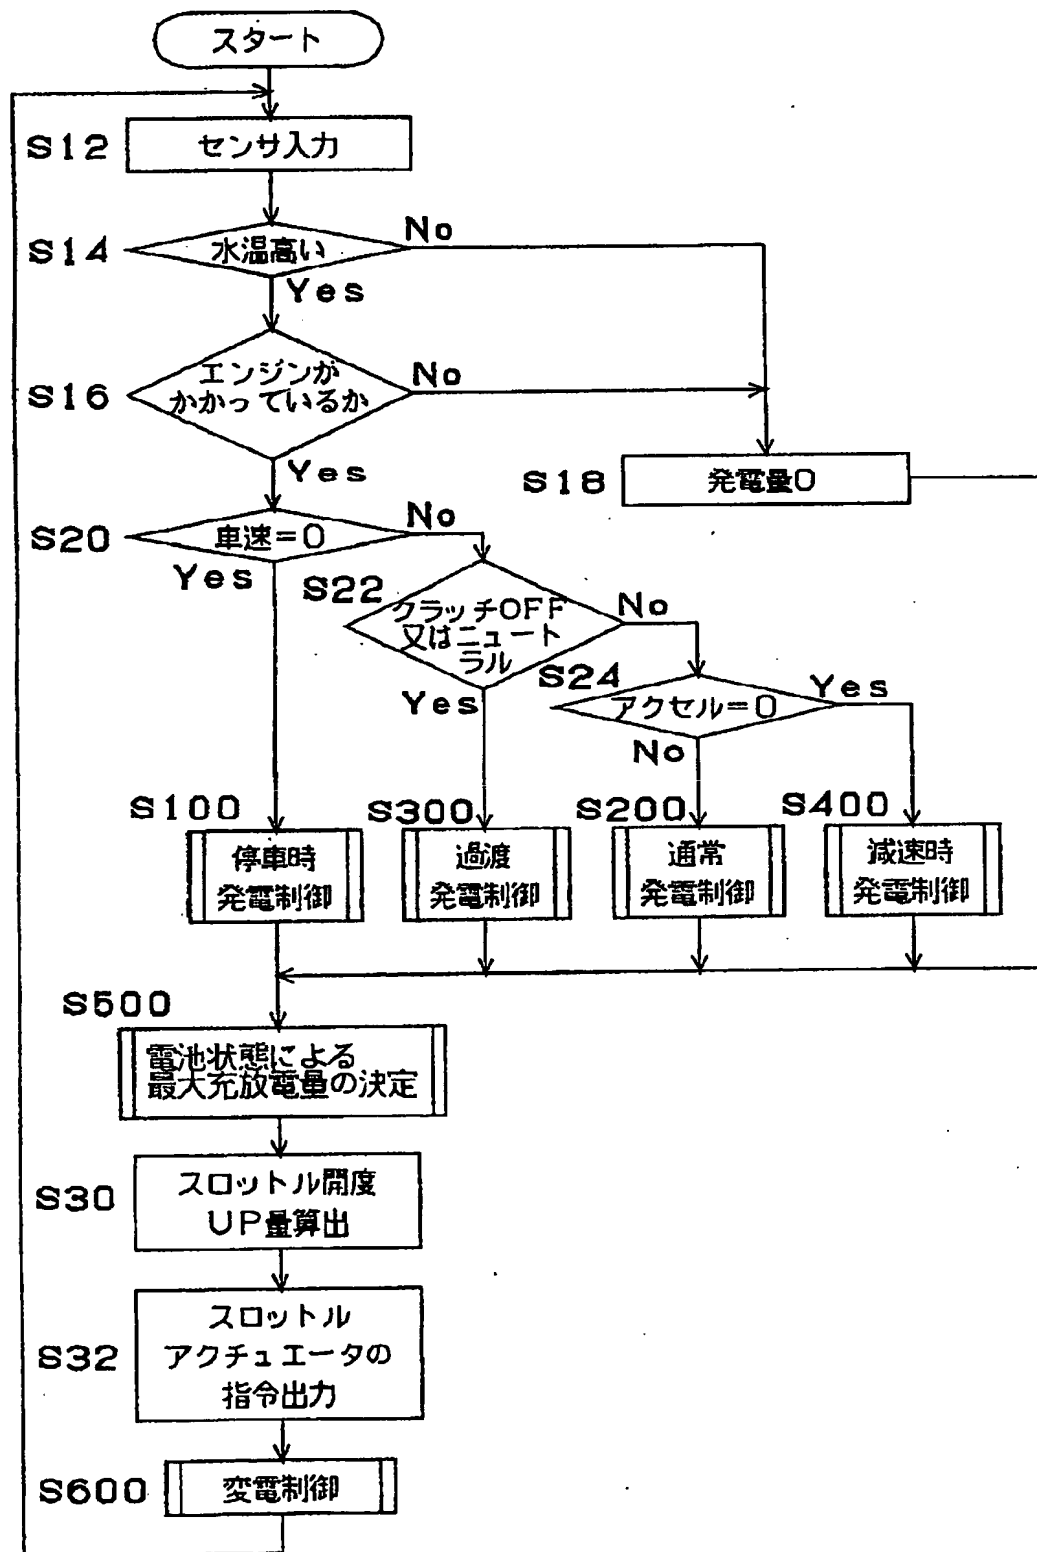 スタート
S12
センサ入力
S14
水温高い
No
Yes
S16
エンジンが
かかっているか
No
Yes
S18
発電量0
S20
車速=0
No
Yes
S22
クラッチOFF
又はニュート
ラル
No
Yes
S24
アクセル=0
Yes
No
S100
停車時
発電制御
S300
過渡
発電制御
S200
通常
発電制御
S400
減速時
発電制御
S500
電池状態による
最大充放電量の決定
S30
スロットル開度
UP量算出
S32
スロットル
アクチュエータの
指令出力
S600
変電制御